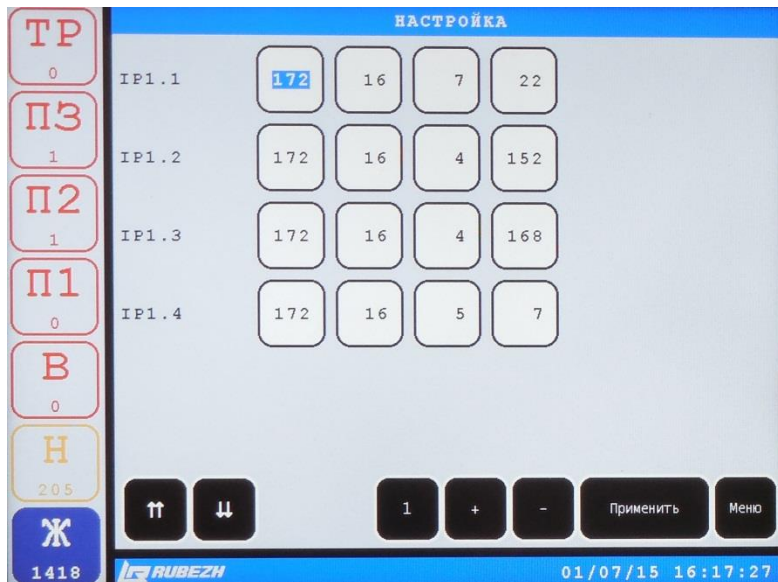 НАСТРОЙКА
ТР
0
IP1.1 172 16 7 22
ПЗ
1
IP1.2 172 16 4 152
П2
1
IP1.3 172 16 4 168
П1
0
IP1.4 172 16 5 7
В
0
Н
205
⇈ ⇊ 1 + - Применить Меню
Ж
1418
RUBEZH 01/07/15 16:17:27